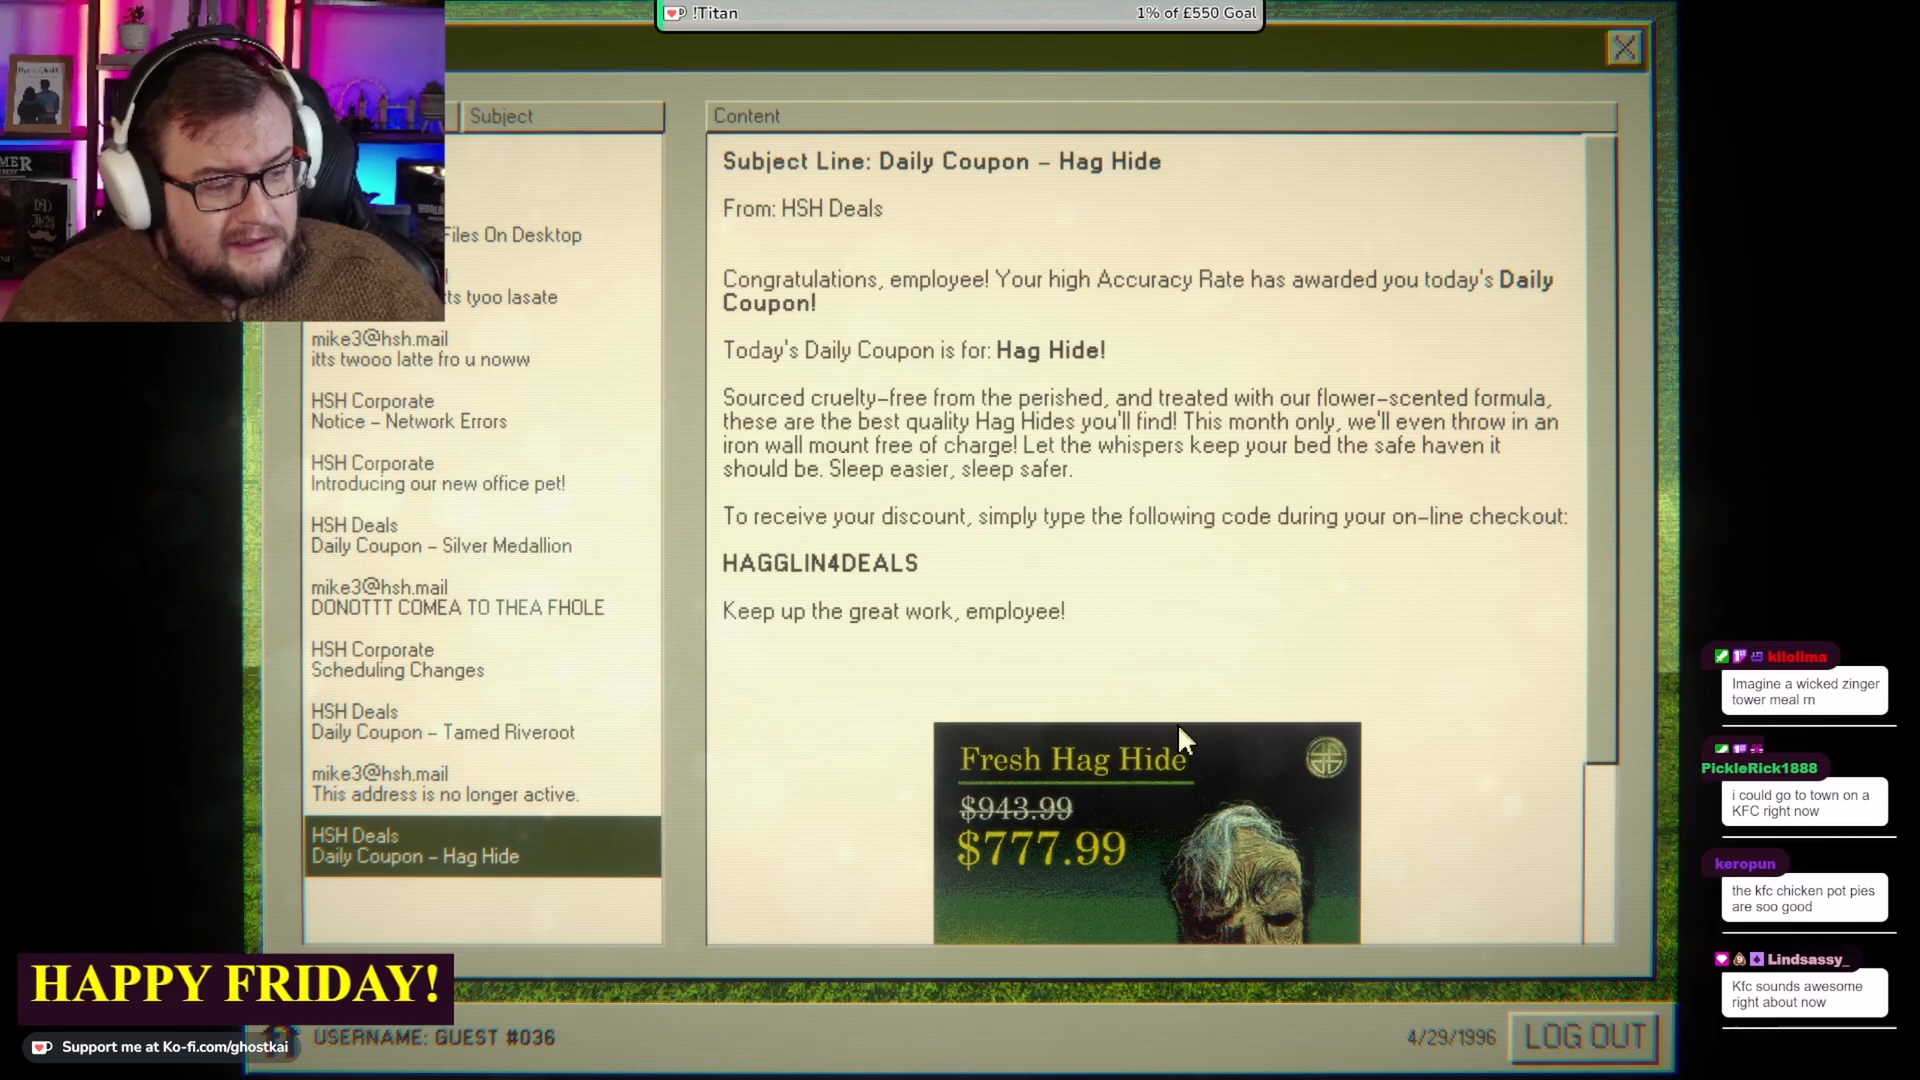 !Titan
1% of £550 Goal
Subject
Content
Files On Desktop
ts tyoo lasate
mike3@hsh.mail
itts twooo latte fro u noww
HSH Corporate
Notice - Network Errors
HSH Corporate
Introducing our new office pet!
HSH Deals
Daily Coupon - Silver Medallion
mike3@hsh.mail
DONOTTT COMEA TO THEA FHOLE
HSH Corporate
Scheduling Changes
HSH Deals
Daily Coupon - Tamed Riveroot
mike3@hsh.mail
This address is no longer active.
HSH Deals
Daily Coupon - Hag Hide
Subject Line: Daily Coupon - Hag Hide
From: HSH Deals
Congratulations, employee! Your high Accuracy Rate has awarded you today's Daily
Coupon!
Today's Daily Coupon is for: Hag Hide!
Sourced cruelty-free from the perished, and treated with our flower-scented formula,
these are the best quality Hag Hides you'll find! This month only, we'll even throw in an
iron wall mount free of charge! Let the whispers keep your bed the safe haven it
should be. Sleep easier, sleep safer.
To receive your discount, simply type the following code during your on-line checkout:
HAGGLIN4DEALS
Keep up the great work, employee!
Fresh Hag Hide
$943.99
$777.99
kilolima
Imagine a wicked zinger
tower meal rn
PickleRick1888
i could go to town on a
KFC right now
keropun
the kfc chicken pot pies
are soo good
Lindsassy_
Kfc sounds awesome
right about now
HAPPY FRIDAY!
Support me at Ko-fi.com/ghostkai
USERNAME: GUEST #036
4/29/1996
LOG OUT